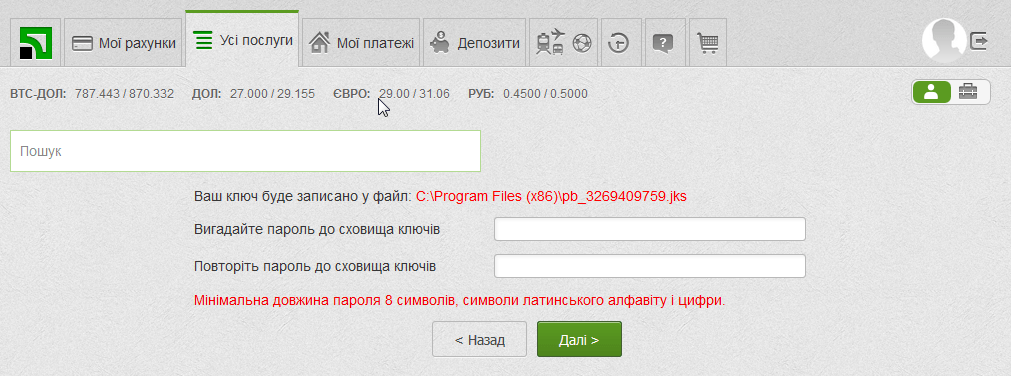 Мої рахунки Усі послуги Мої платежі Депозити
BTC-ДОЛ: 787.443 / 870.332 ДОЛ: 27.000 / 29.155 ЄВРО: 29.00 / 31.06 РУБ: 0.4500 / 0.5000
Пошук
Ваш ключ буде записано у файл: C:\Program Files (x86)\pb_3269409759.jks
Вигадайте пароль до сховища ключів
Повторіть пароль до сховища ключів
Мінімальна довжина пароля 8 символів, символи латинського алфавіту і цифри.
< Назад Далі >